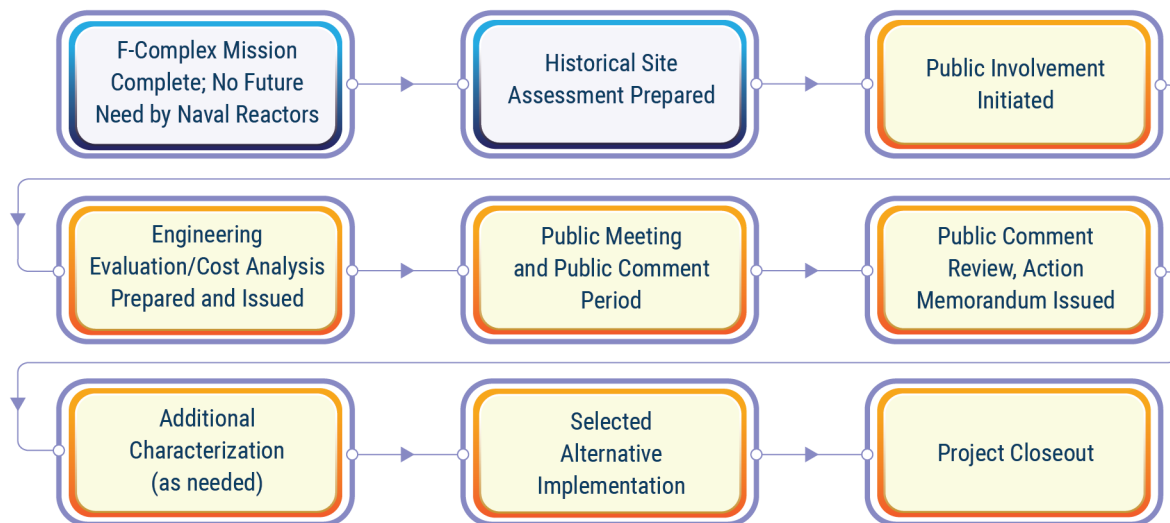 F-Complex Mission
Complete; No Future
Need by Naval Reactors
Historical Site
Assessment Prepared
Public Involvement
Initiated
Engineering
Evaluation/Cost Analysis
Prepared and Issued
Public Meeting
and Public Comment
Period
Public Comment
Review, Action
Memorandum Issued
Additional
Characterization
(as needed)
Selected
Alternative
Implementation
Project Closeout